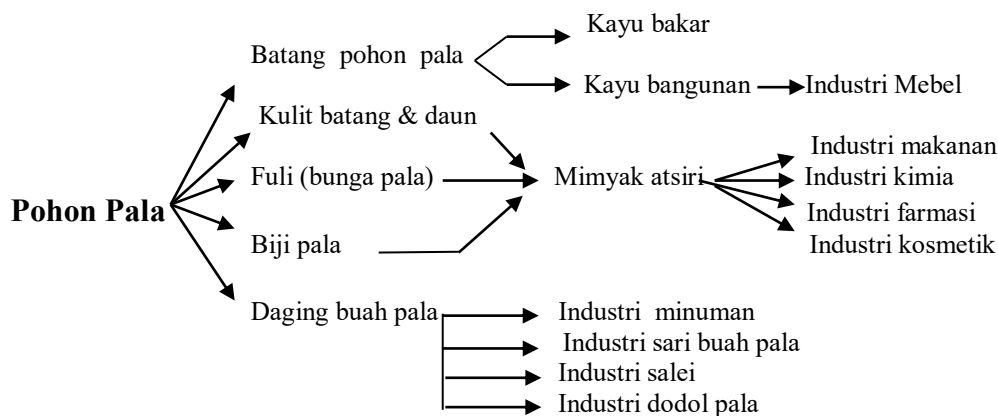 Kayu bakar
Batang pohon pala
Kayu bangunan
Industri Mebel
Kulit batang & daun
Industri makanan
Fuli (bunga pala)
Mimyak atsiri
Industri kimia
Pohon Pala
Industri farmasi
Biji pala
Industri kosmetik
Daging buah pala
Industri minuman
Industri sari buah pala
Industri salei
Industri dodol pala